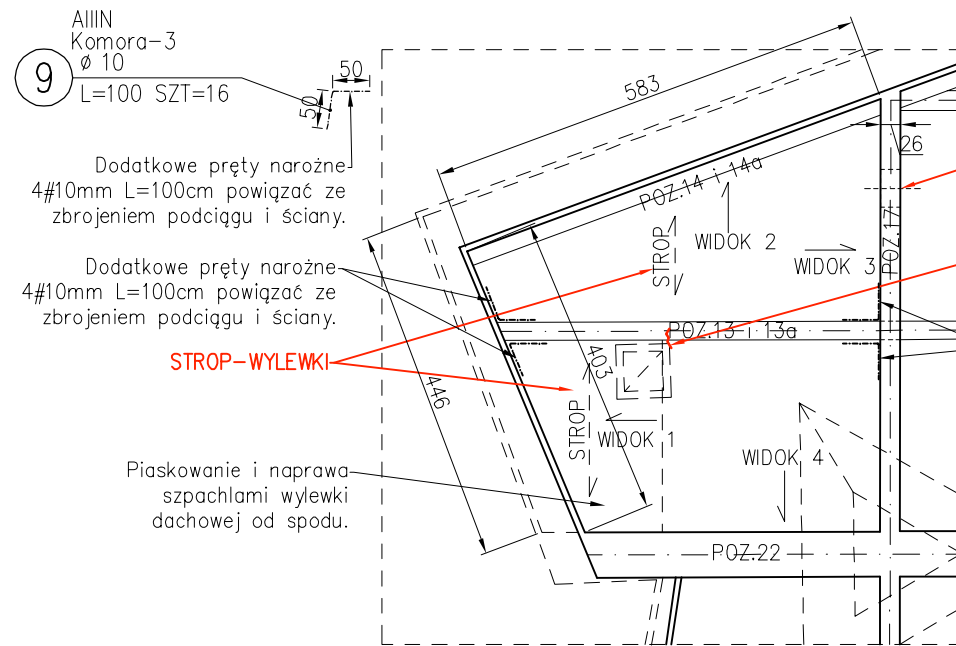 AIIIN
Komora-3
ø 10
9
L=100 SZT=16
50
50
Dodatkowe pręty narożne
4#10mm L=100cm powiązać ze
zbrojeniem podciągu i ściany.
Dodatkowe pręty narożne
4#10mm L=100cm powiązać ze
zbrojeniem podciągu i ściany.
STROP-WYLEWKI
Piaskowanie i naprawa
szpachlami wylewki
dachowej od spodu.
583
26
POZ.14 i 14a
STROP
WIDOK 2
WIDOK 3
POZ.17
POZ.13 i 13a
403
446
STROP
WIDOK 1
WIDOK 4
POZ.22